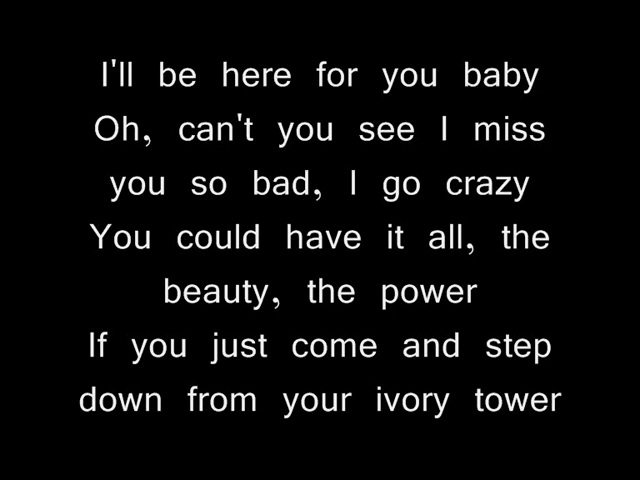 I'll be here for you baby
Oh, can't you see I miss
you so bad, I go crazy
You could have it all, the
beauty, the power
If you just come and step
down from your ivory tower